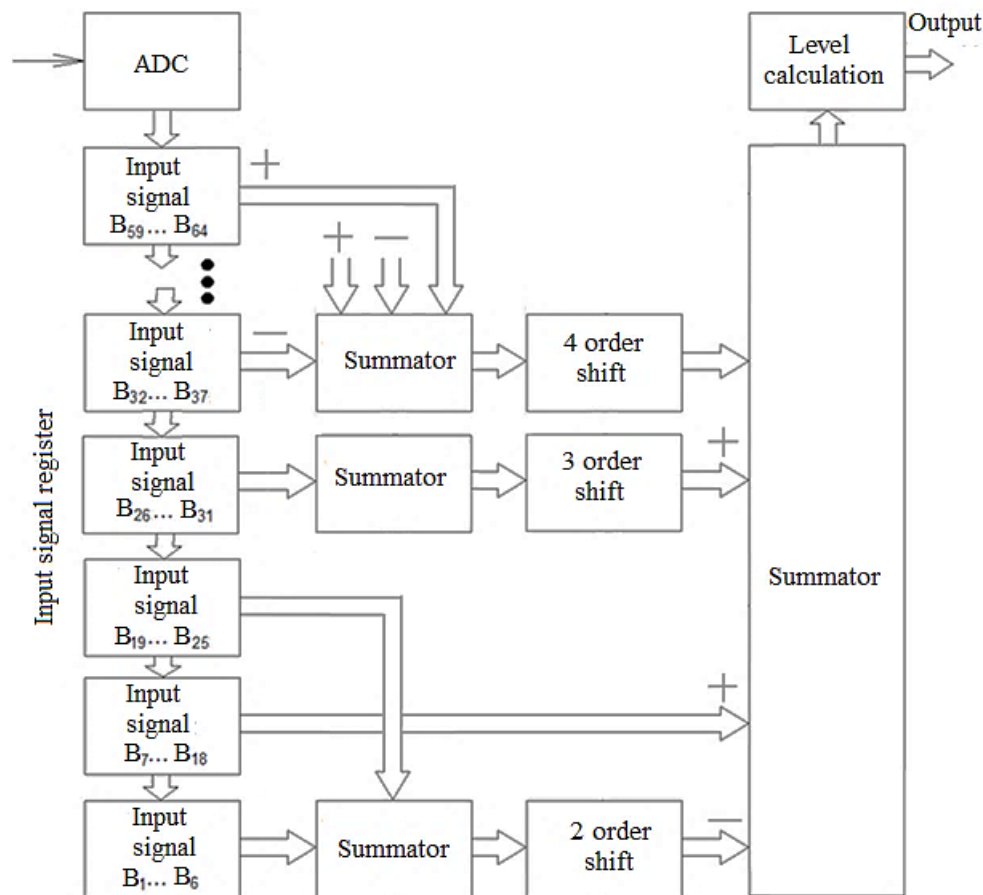 ADC
Output
Level
calculation
Input
signal
B59... B64
+
+ —
Input
signal
B32... B37
—
Summator
4 order
shift
Input signal register
Input
signal
B26... B31
Summator
3 order
shift
+
Input
signal
B19... B25
Summator
Input
signal
B7... B18
+
Input
signal
B1... B6
Summator
2 order
shift
—